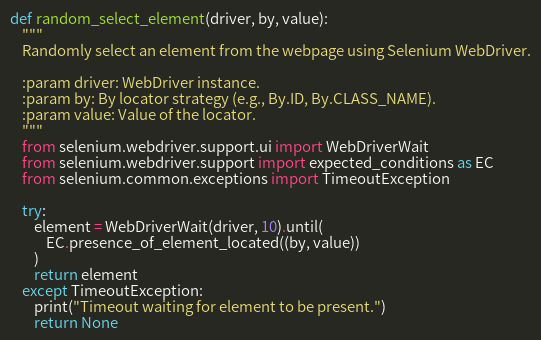 def random_select_element(driver, by, value):
    """
    Randomly select an element from the webpage using Selenium WebDriver.

    :param driver: WebDriver instance.
    :param by: By locator strategy (e.g., By.ID, By.CLASS_NAME).
    :param value: Value of the locator.
    """
    from selenium.webdriver.support.ui import WebDriverWait
    from selenium.webdriver.support import expected_conditions as EC
    from selenium.common.exceptions import TimeoutException

    try:
        element = WebDriverWait(driver, 10).until(
            EC.presence_of_element_located((by, value))
        )
        return element
    except TimeoutException:
        print("Timeout waiting for element to be present.")
        return None